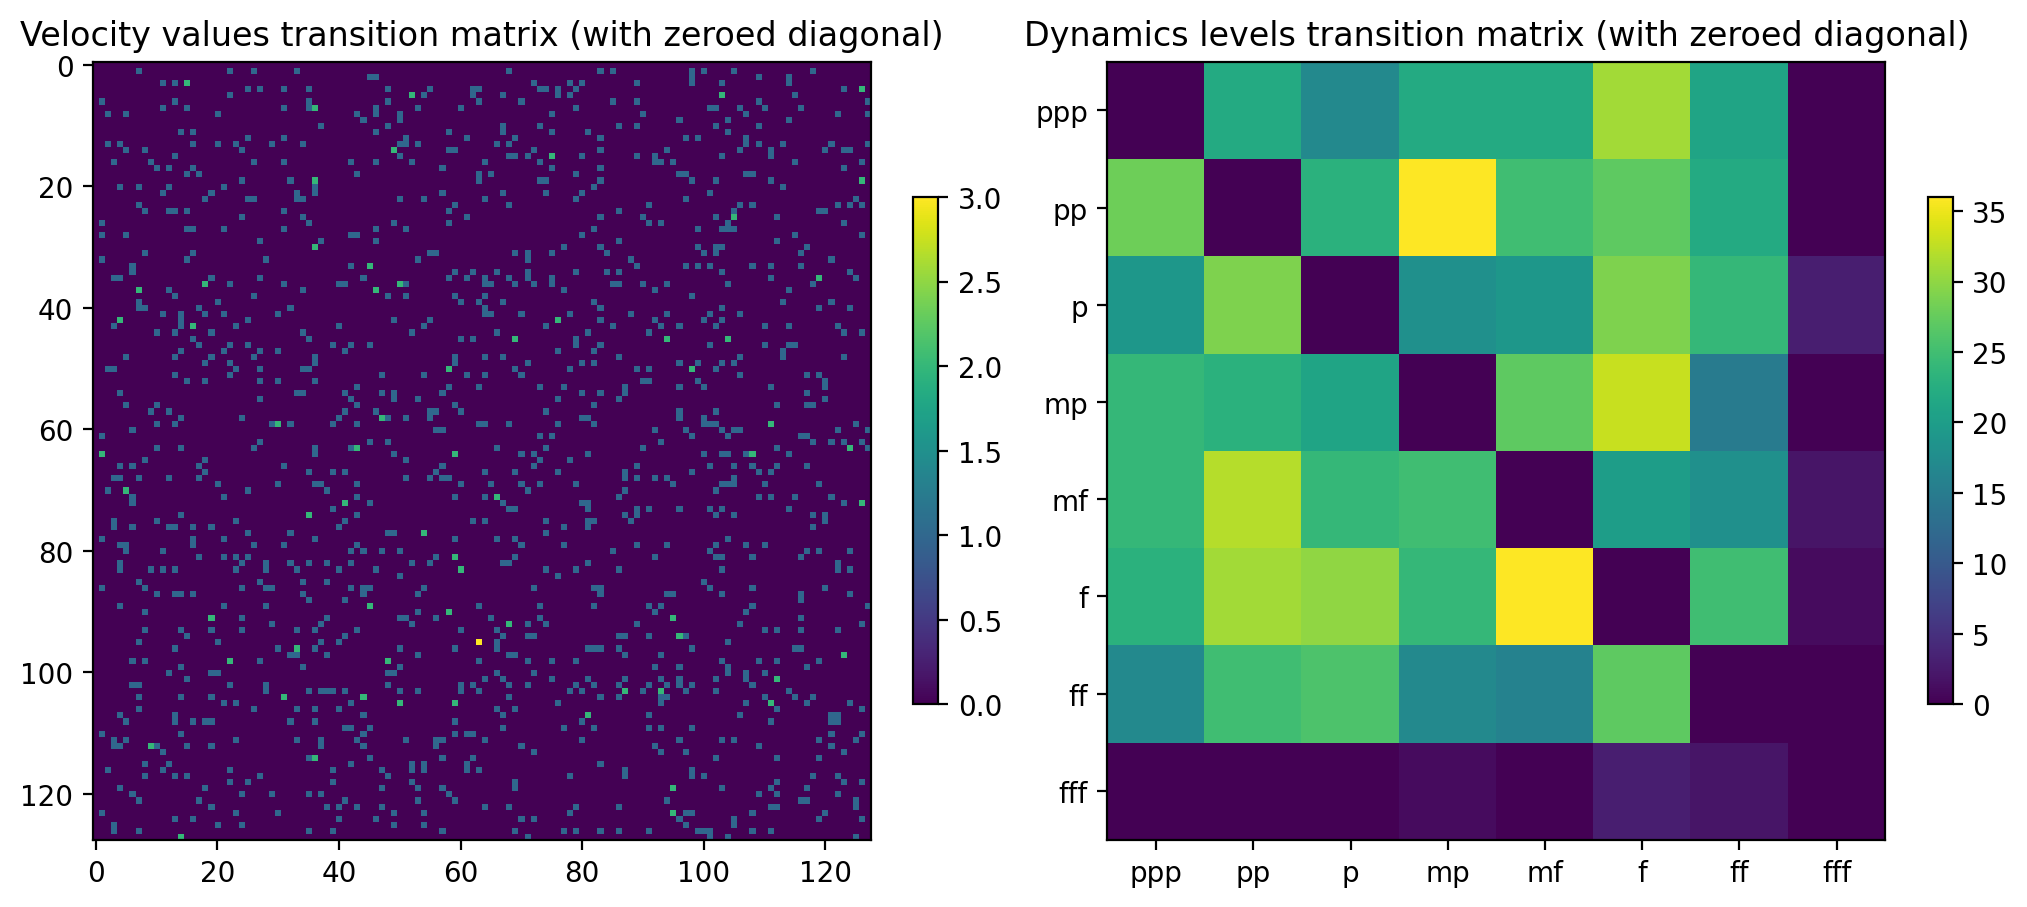 Velocity values transition matrix (with zeroed diagonal)
0
20
40
60
80
100
120
0 20 40 60 80 100 120
3.0
2.5
2.0
1.5
1.0
0.5
0.0
Dynamics levels transition matrix (with zeroed diagonal)
ppp
pp
p
mp
mf
f
ff
fff
ppp pp p mp mf f ff fff
35
30
25
20
15
10
5
0